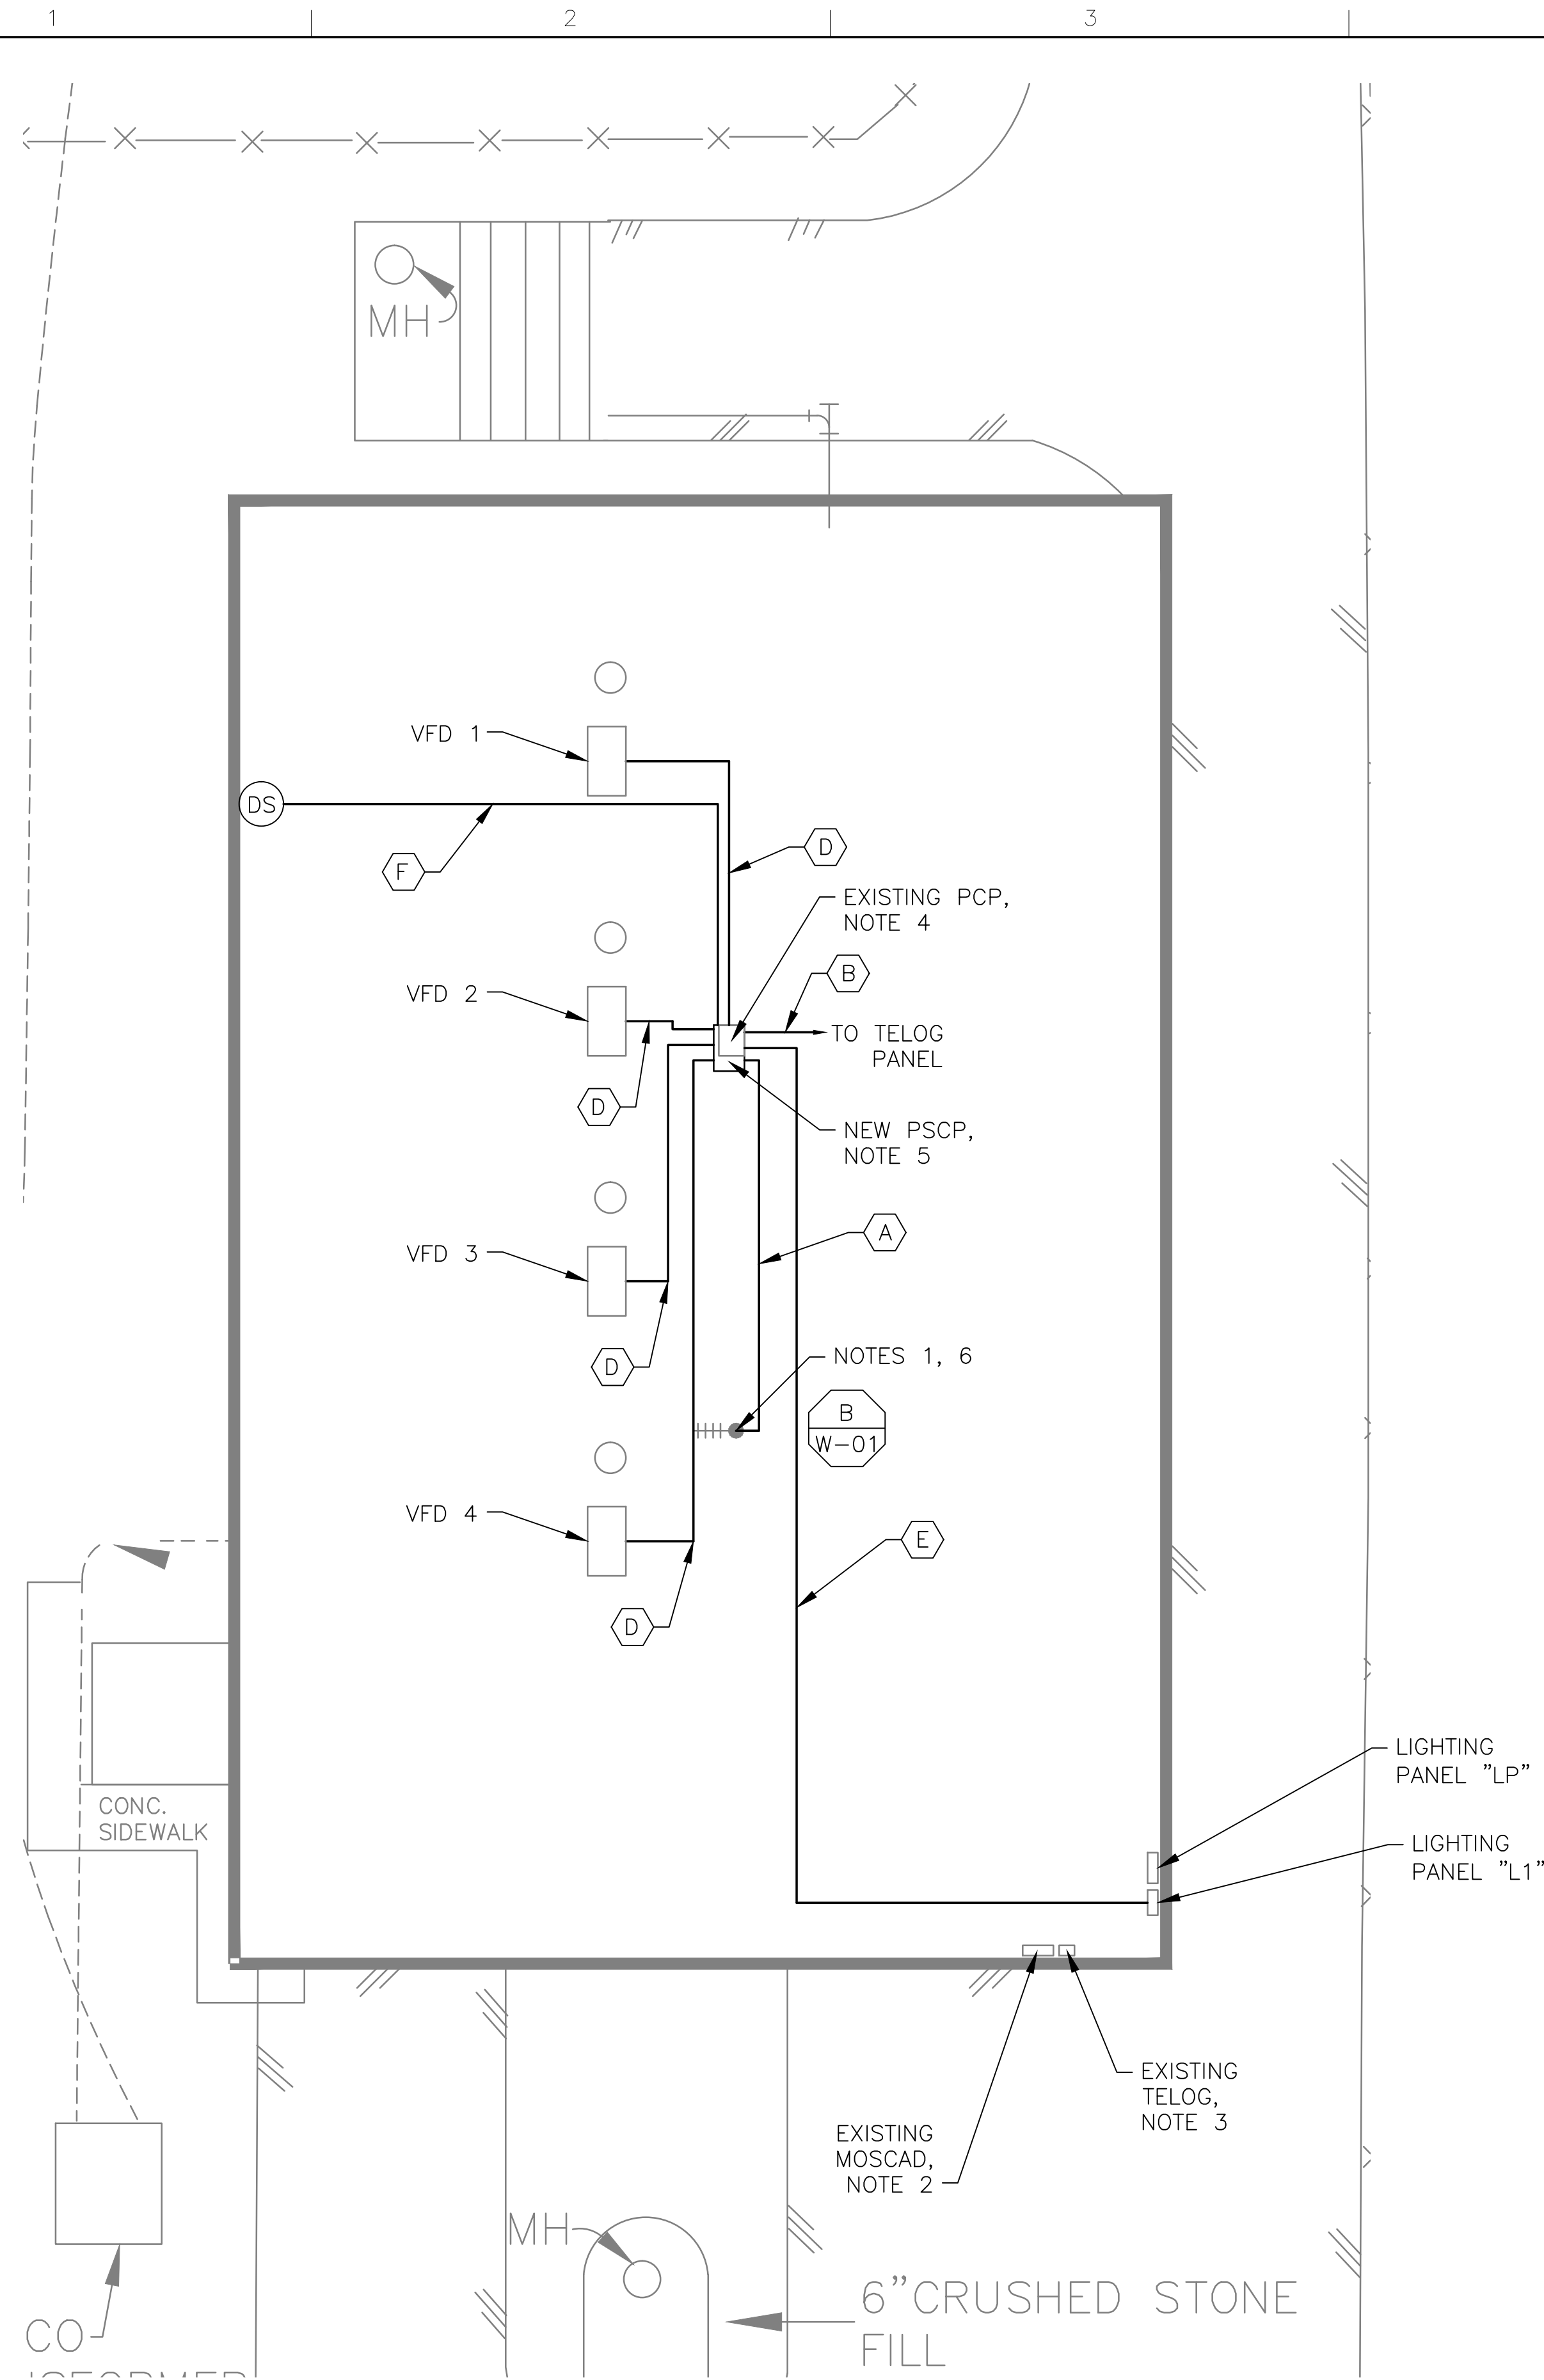 1
2
3
MH
VFD 1
DS
D
F
EXISTING PCP,
NOTE 4
B
VFD 2
TO TELOG
PANEL
D
NEW PSCP,
NOTE 5
A
VFD 3
NOTES 1, 6
D
B
W-01
VFD 4
E
D
LIGHTING
PANEL "LP"
CONC.
SIDEWALK
LIGHTING
PANEL "L1"
EXISTING
TELOG,
NOTE 3
EXISTING
MOSCAD,
NOTE 2
MH
6"CRUSHED STONE
FILL
CO